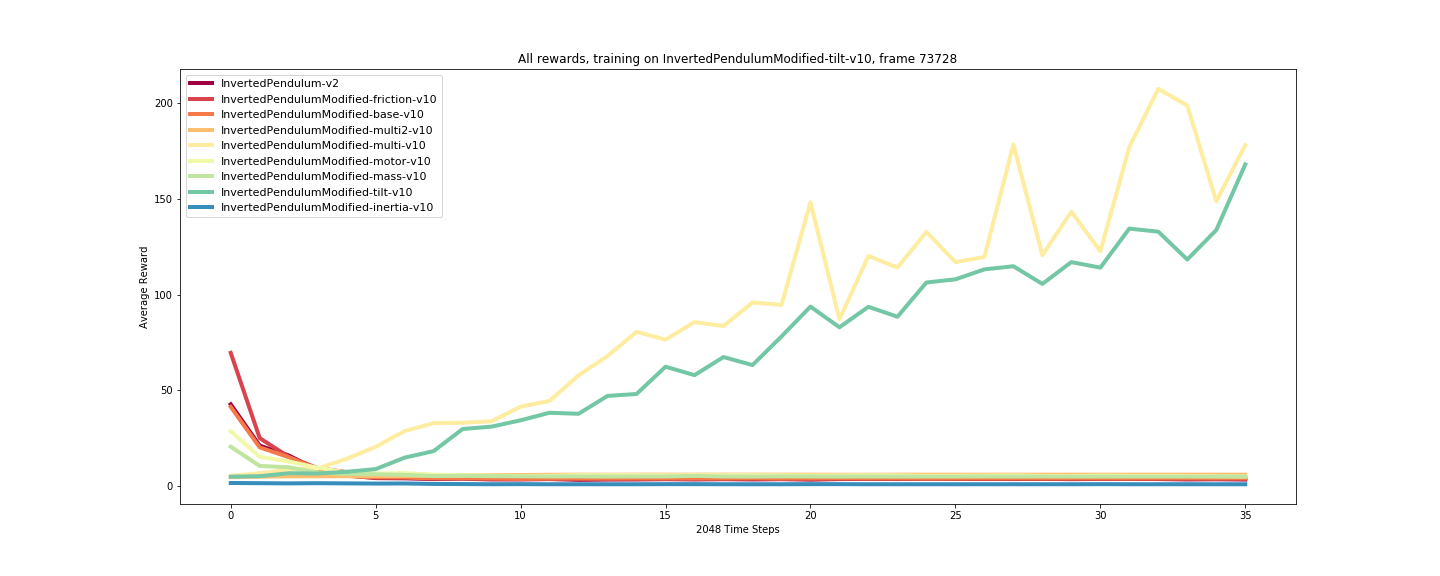 All rewards, training on InvertedPendulumModified-tilt-v10, frame 73728
InvertedPendulum-v2
InvertedPendulumModified-friction-v10
InvertedPendulumModified-base-v10
InvertedPendulumModified-multi2-v10
InvertedPendulumModified-multi-v10
InvertedPendulumModified-motor-v10
InvertedPendulumModified-mass-v10
InvertedPendulumModified-tilt-v10
InvertedPendulumModified-inertia-v10
Average Reward
200
150
100
50
0
0 5 10 15 20 25 30 35
2048 Time Steps